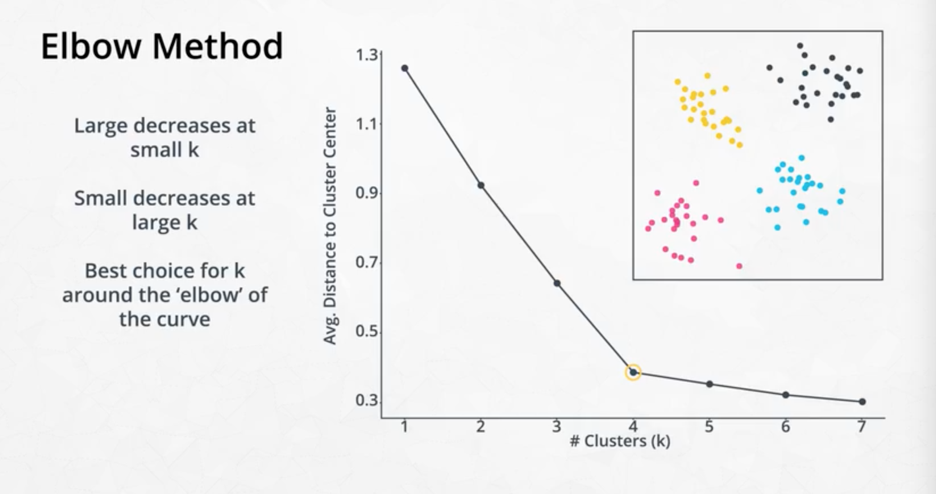 Elbow Method
Large decreases at
small k
Small decreases at
large k
Best choice for k
around the ‘elbow’ of
the curve
Avg. Distance to Cluster Center
1.3
1.1
0.9
0.7
0.5
0.3
1 2 3 4 5 6 7
# Clusters (k)